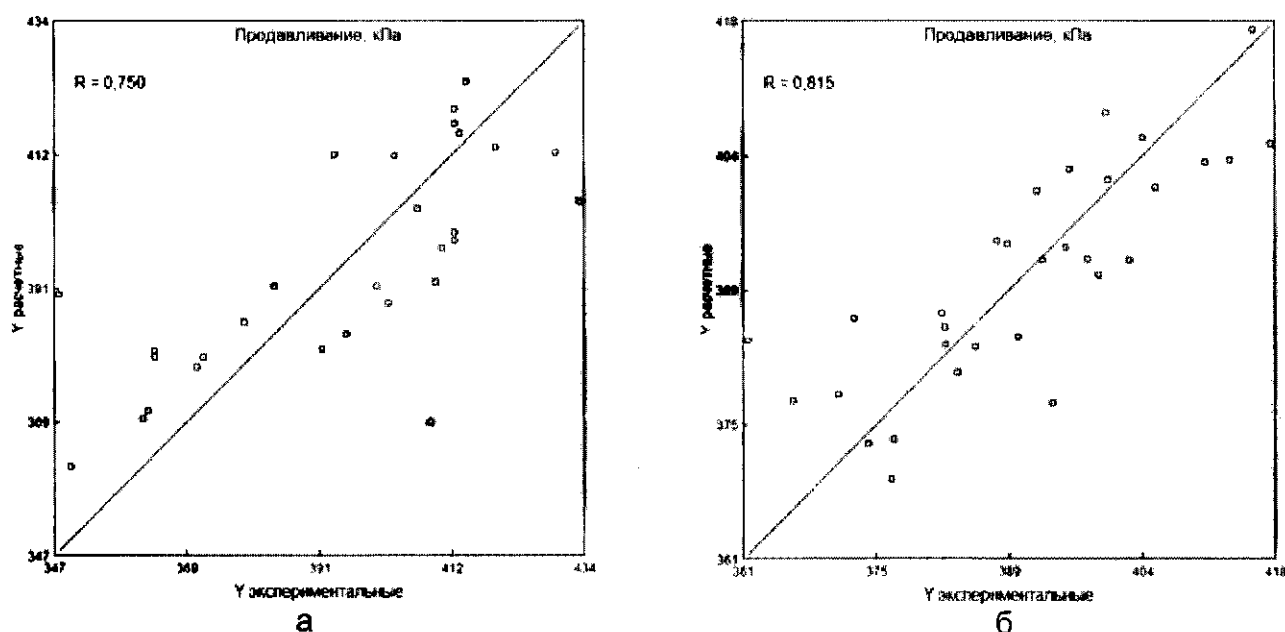 434
Продавливание, кПа
R = 0,750
412
391
369
347
Y расчетные
347
369
391
412
434
Y экспериментальные
а
418
Продавливание, кПа
R = 0,815
404
389
375
361
Y расчетные
361
375
389
404
418
Y экспериментальные
б